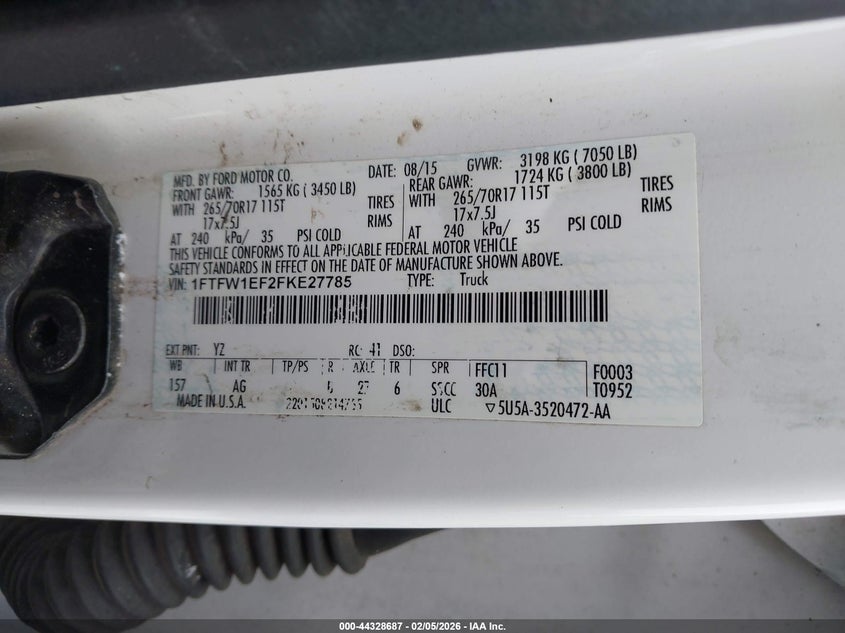 MFD. BY FORD MOTOR CO. DATE: 08/15 GVWR: 3198 KG ( 7050 LB)
FRONT GAWR: 1565 KG ( 3450 LB) REAR GAWR: 1724 KG ( 3800 LB)
WITH 265/70R17 115T TIRES WITH 265/70R17 115T TIRES
17x7.5J RIMS 17x7.5J RIMS
AT 240 kPa/ 35 PSI COLD AT 240 kPa/ 35 PSI COLD
THIS VEHICLE CONFORMS TO ALL APPLICABLE FEDERAL MOTOR VEHICLE
SAFETY STANDARDS IN EFFECT ON THE DATE OF MANUFACTURE SHOWN ABOVE.
VIN: 1FTFW1EF2FKE27785 TYPE: Truck
EXT PNT: YZ RC: 41 DSO:
WB INT TR TP/PS R AXLE TR SPR FFC11 F0003
157 AG 27 6 SSCC 30A T0952
MADE IN U.S.A. ULC ▽5U5A-3520472-AA
000-44328687 - 02/05/2026 - IAA Inc.